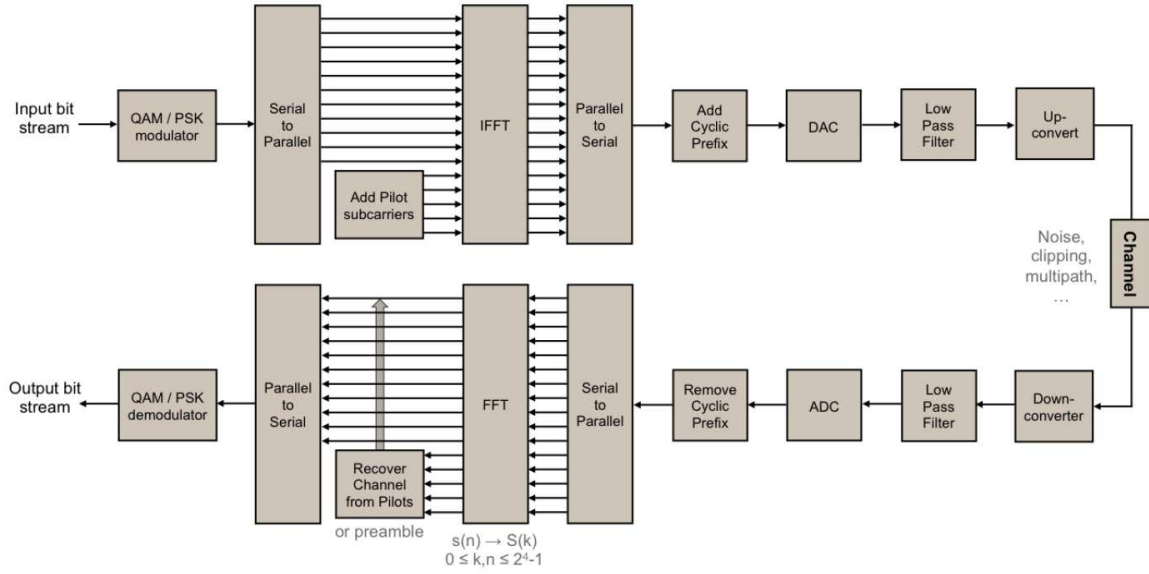 Input bit
stream
QAM / PSK
modulator
Serial
to
Parallel
Add Pilot
subcarriers
IFFT
Parallel
to
Serial
Add
Cyclic
Prefix
DAC
Low
Pass
Filter
Up-
convert
Noise,
clipping,
multipath,
...
Channel
Output bit
stream
QAM / PSK
demodulator
Parallel
to
Serial
Recover
Channel
from Pilots
or preamble
FFT
s(n) → S(k)
0 ≤ k,n ≤ 2⁴-1
Serial
to
Parallel
Remove
Cyclic
Prefix
ADC
Low
Pass
Filter
Down-
converter